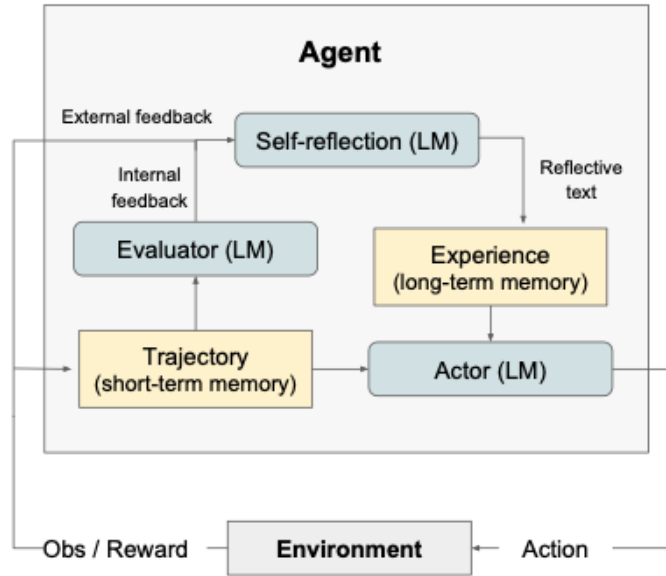 Agent
External feedback
Self-reflection (LM)
Internal
feedback
Reflective
text
Evaluator (LM)
Experience
(long-term memory)
Trajectory
(short-term memory)
Actor (LM)
Obs / Reward
Environment
Action